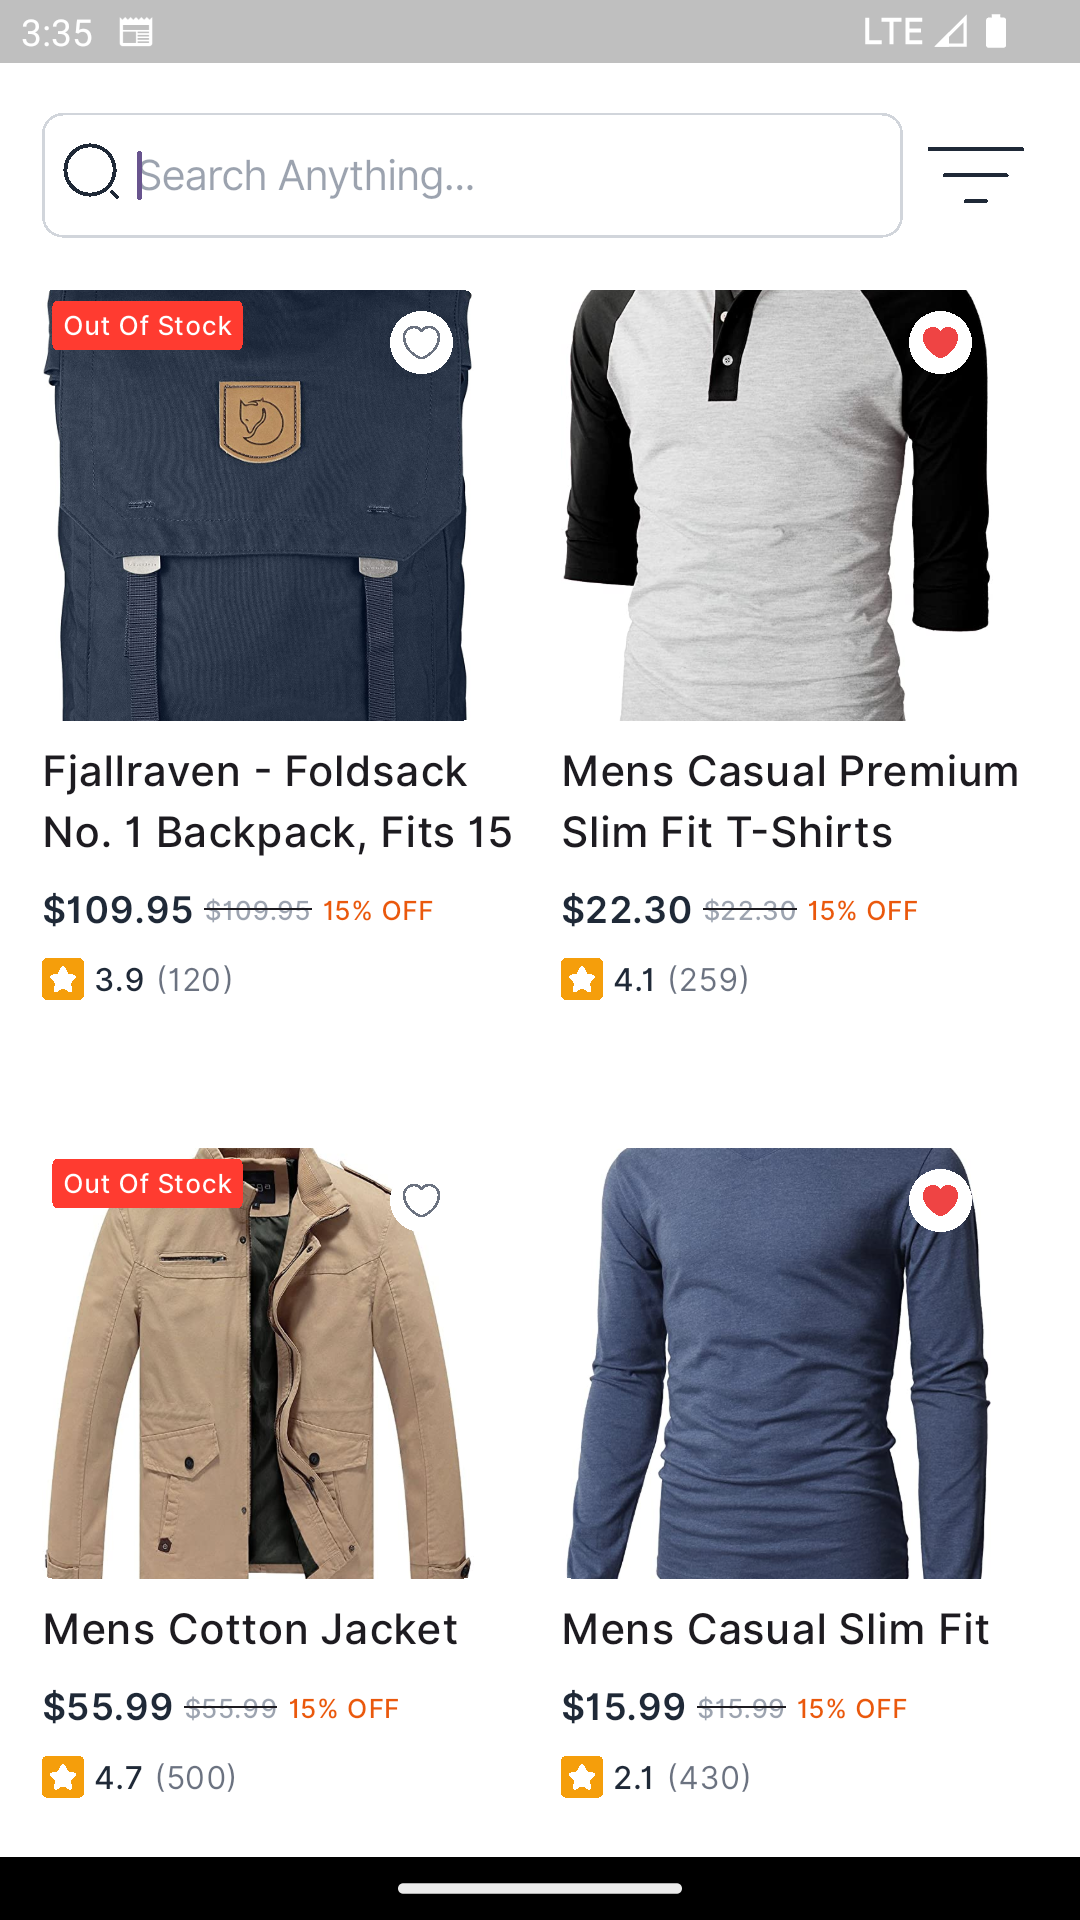 3:35
LTE
Search Anything...
Out Of Stock
Fjallraven - Foldsack
No. 1 Backpack, Fits 15
$109.95 $109.95 15% OFF
3.9 (120)
Mens Casual Premium
Slim Fit T-Shirts
$22.30 $22.30 15% OFF
4.1 (259)
Out Of Stock
Mens Cotton Jacket
$55.99 $55.99 15% OFF
4.7 (500)
Mens Casual Slim Fit
$15.99 $15.99 15% OFF
2.1 (430)